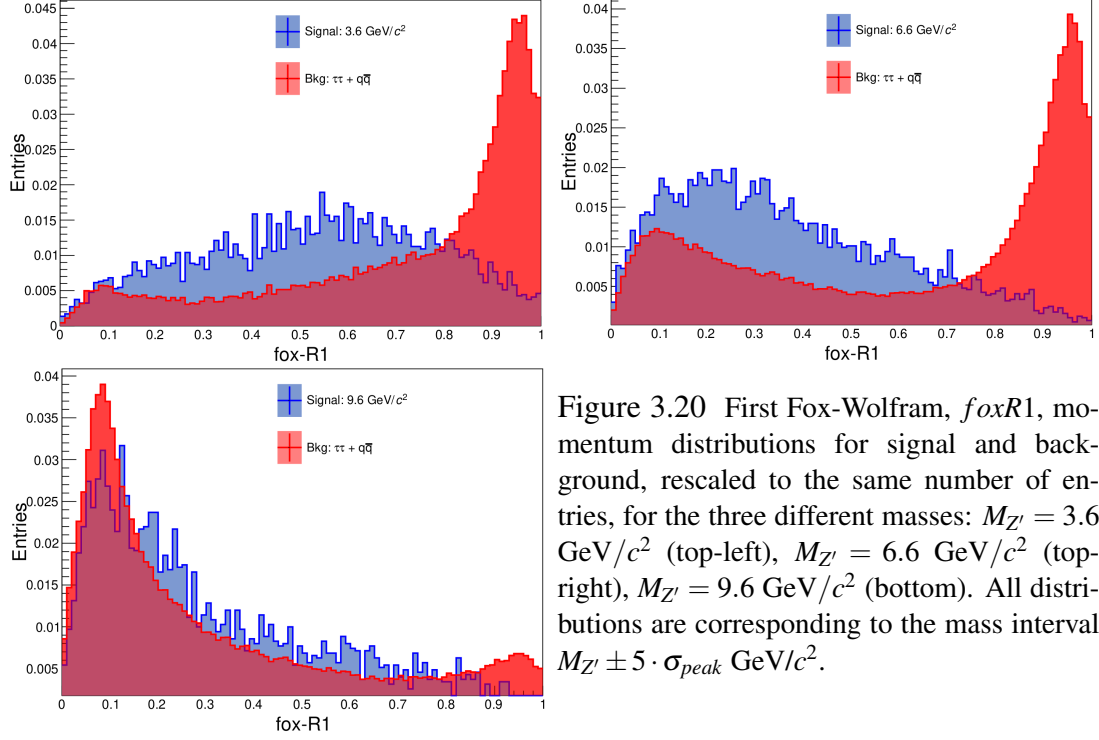 0.045
0.04
0.035
0.03
0.025
0.02
0.015
0.01
0.005
0
Entries
Signal: 3.6 GeV/c²
Bkg: ττ + qq̅
0.1 0.2 0.3 0.4 0.5 0.6 0.7 0.8 0.9 1
fox-R1
0.04
0.035
0.03
0.025
0.02
0.015
0.01
0.005
Entries
Signal: 6.6 GeV/c²
Bkg: ττ + qq̅
0 0.1 0.2 0.3 0.4 0.5 0.6 0.7 0.8 0.9 1
fox-R1
0.04
0.035
0.03
0.025
0.02
0.015
0.01
0.005
Entries
Signal: 9.6 GeV/c²
Bkg: ττ + qq̅
0 0.1 0.2 0.3 0.4 0.5 0.6 0.7 0.8 0.9 1
fox-R1
Figure 3.20 First Fox-Wolfram, foxR1, mo-
mentum distributions for signal and back-
ground, rescaled to the same number of en-
tries, for the three different masses: M_Z′ = 3.6
GeV/c² (top-left), M_Z′ = 6.6 GeV/c² (top-
right), M_Z′ = 9.6 GeV/c² (bottom). All distri-
butions are corresponding to the mass interval
M_Z′ ± 5 · σ_peak GeV/c².